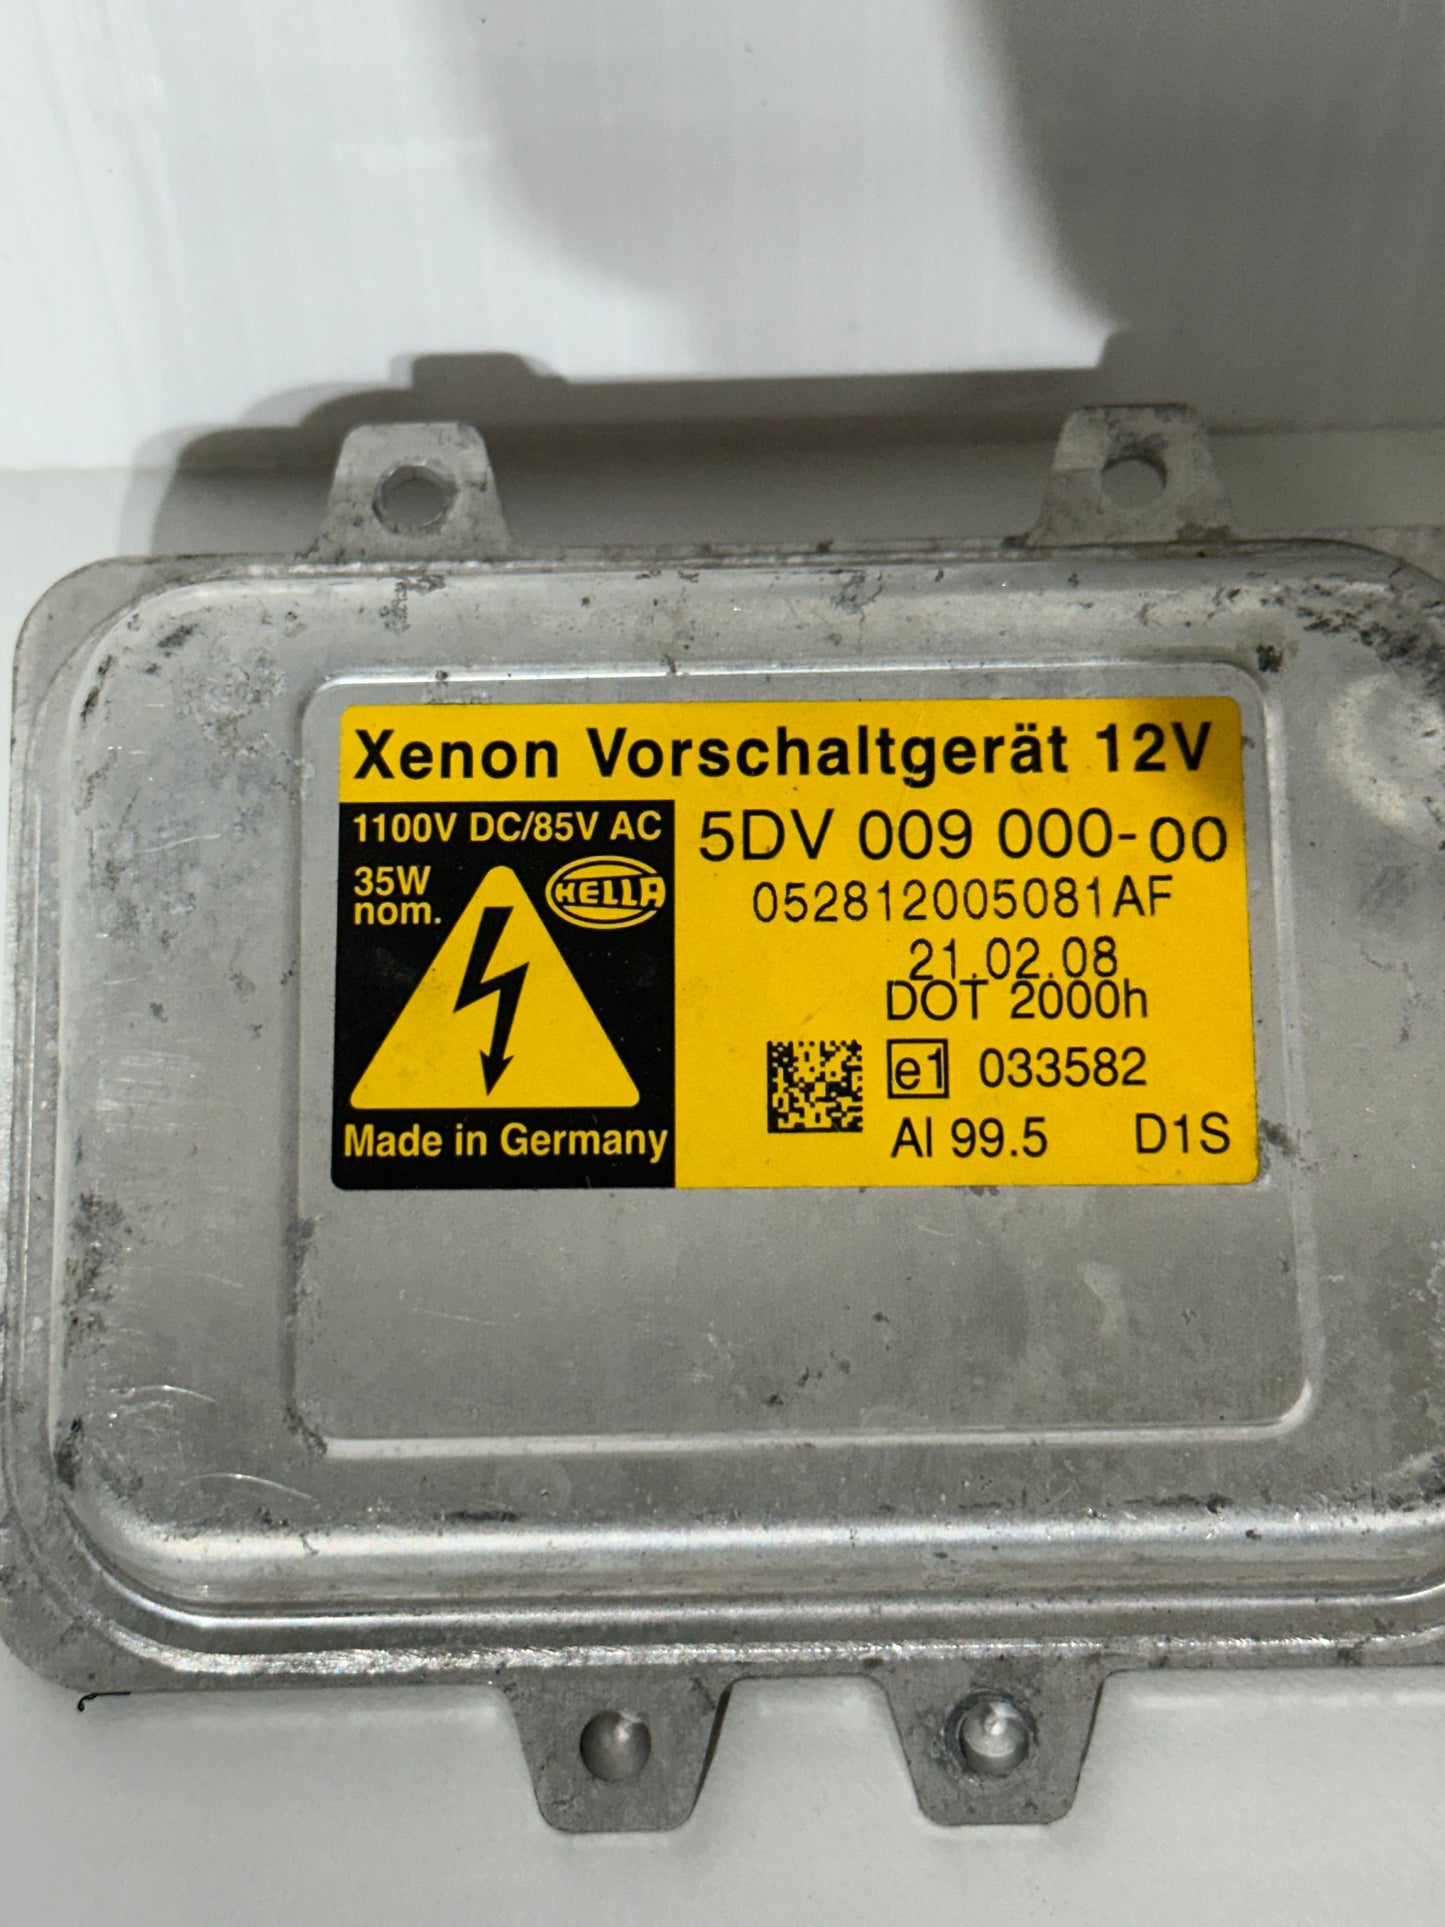 Xenon Vorschaltgerät 12V
1100V DC/85V AC
35W
nom.
HELLA
Made in Germany
5DV 009 000-00
052812005081AF
21.02.08
DOT 2000h
e1 033582
Al 99.5 D1S